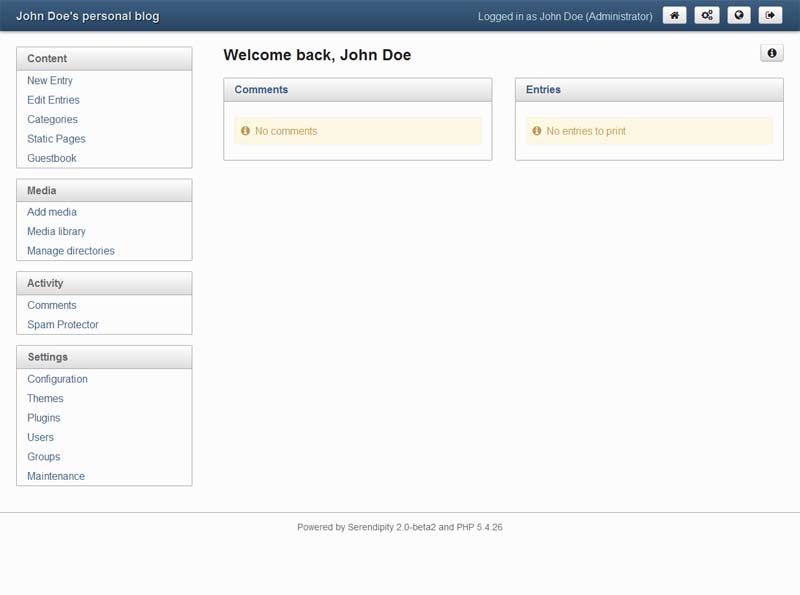 John Doe's personal blog
Logged in as John Doe (Administrator)
Content
New Entry
Edit Entries
Categories
Static Pages
Guestbook
Media
Add media
Media library
Manage directories
Activity
Comments
Spam Protector
Settings
Configuration
Themes
Plugins
Users
Groups
Maintenance
Welcome back, John Doe
Comments
No comments
Entries
No entries to print
Powered by Serendipity 2.0-beta2 and PHP 5.4.26